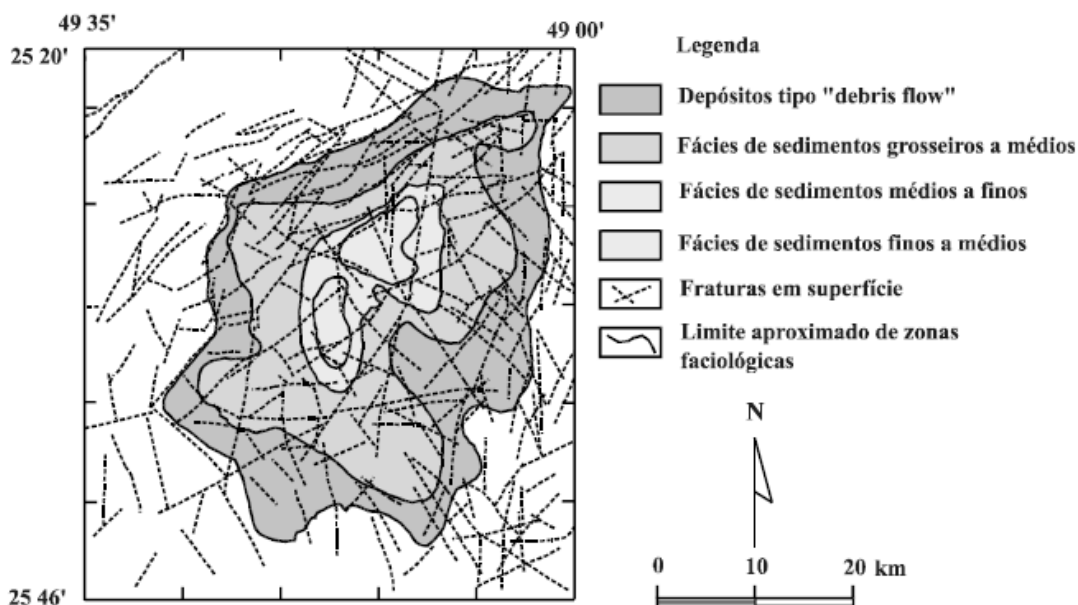 49 35'
49 00'
25 20'
25 46'
Legenda
Depósitos tipo "debris flow"
Fácies de sedimentos grosseiros a médios
Fácies de sedimentos médios a finos
Fácies de sedimentos finos a médios
Fraturas em superfície
Limite aproximado de zonas
faciológicas
N
0 10 20 km